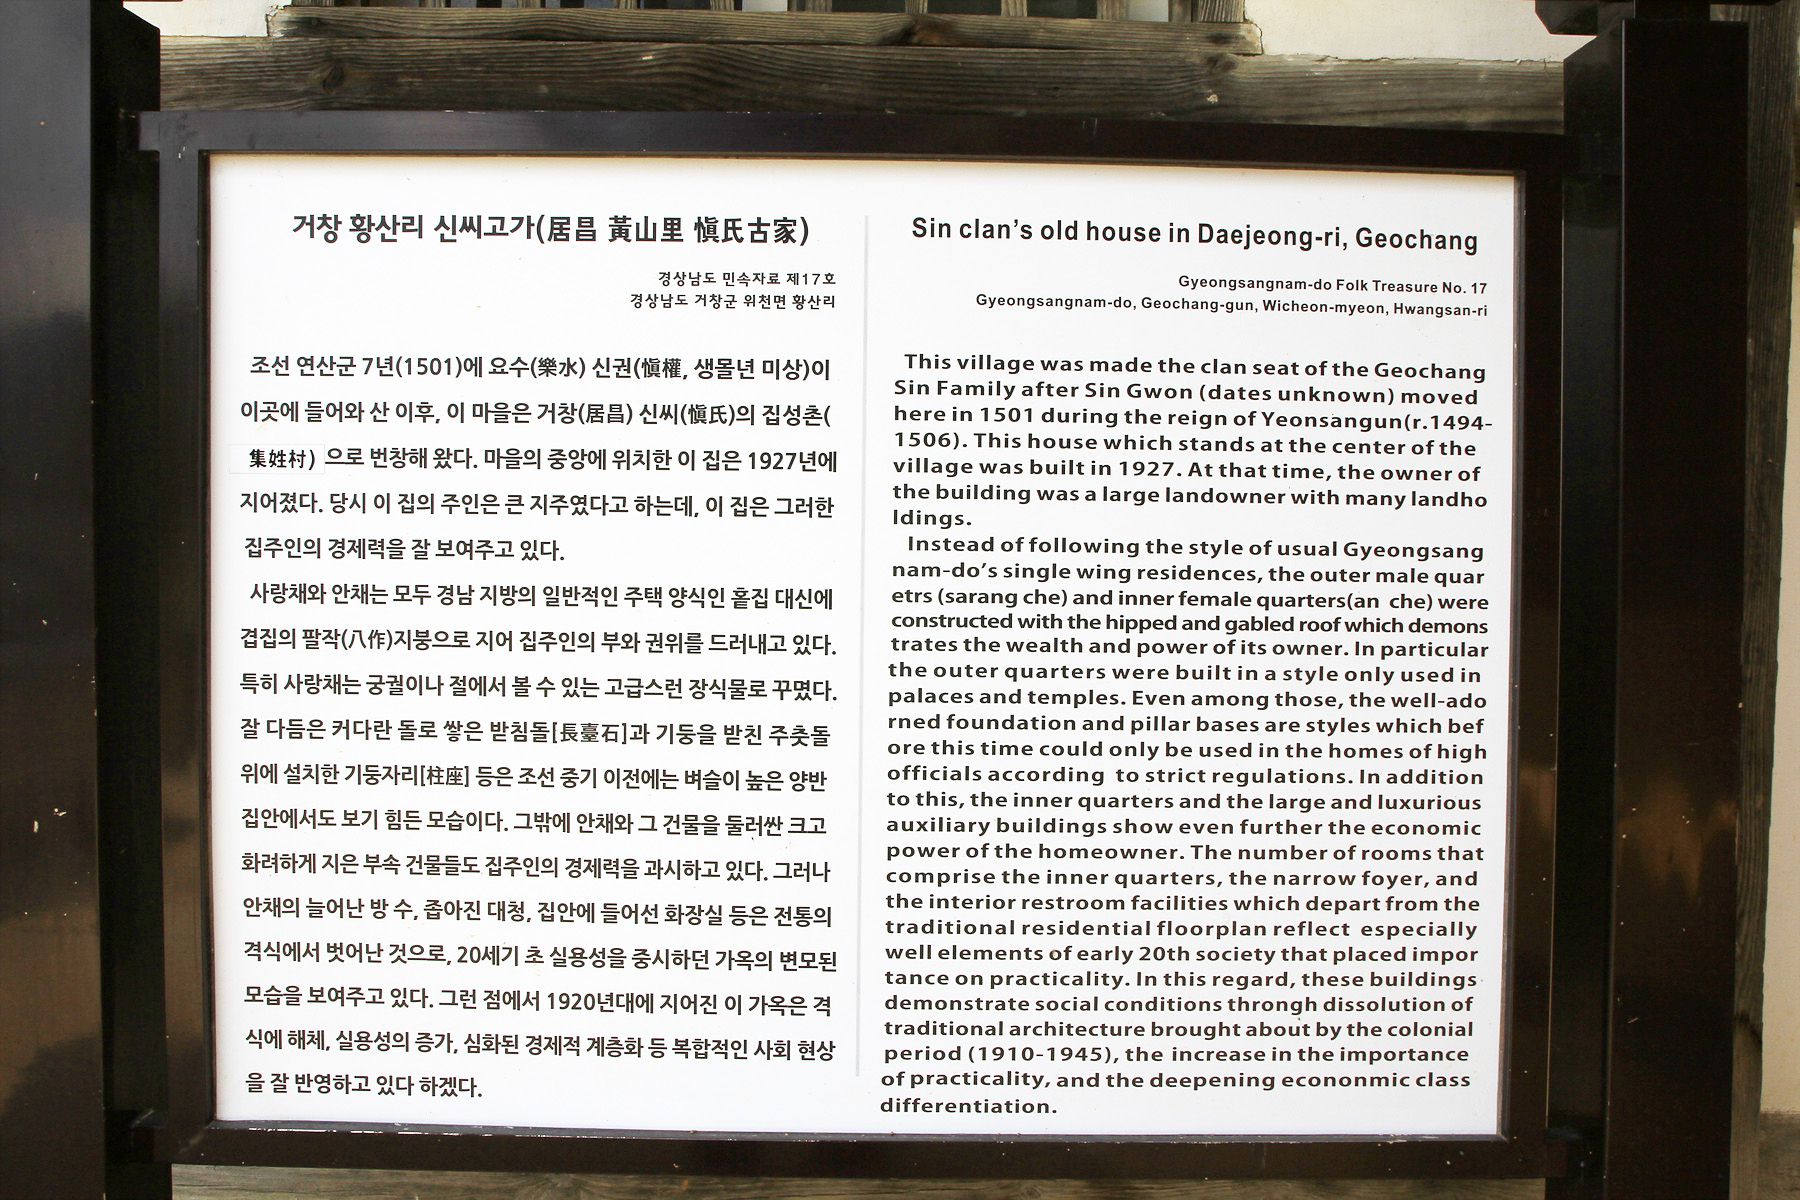 거창 황산리 신씨고가(居昌 黃山里 愼氏古家)
경상남도 민속자료 제17호
경상남도 거창군 위천면 황산리
조선 연산군 7년(1501)에 요수(樂水) 신권(愼權, 생몰년 미상)이
이곳에 들어와 산 이후, 이 마을은 거창(居昌) 신씨(愼氏)의 집성촌(
集姓村) 으로 번창해 왔다. 마을의 중앙에 위치한 이 집은 1927년에
지어졌다. 당시 이 집의 주인은 큰 지주였다고 하는데, 이 집은 그러한
집주인의 경제력을 잘 보여주고 있다.
사랑채와 안채는 모두 경남 지방의 일반적인 주택 양식인 홑집 대신에
겹집의 팔작(八作)지붕으로 지어 집주인의 부와 권위를 드러내고 있다.
특히 사랑채는 궁궐이나 절에서 볼 수 있는 고급스런 장식물로 꾸몄다.
잘 다듬은 커다란 돌로 쌓은 받침돌[長臺石]과 기둥을 받친 주춧돌
위에 설치한 기둥자리[柱座] 등은 조선 중기 이전에는 벼슬이 높은 양반
집안에서도 보기 힘든 모습이다. 그밖에 안채와 그 건물을 둘러싼 크고
화려하게 지은 부속 건물들도 집주인의 경제력을 과시하고 있다. 그러나
안채의 늘어난 방 수, 좁아진 대청, 집안에 들어선 화장실 등은 전통의
격식에서 벗어난 것으로, 20세기 초 실용성을 중시하던 가옥의 변모된
모습을 보여주고 있다. 그런 점에서 1920년대에 지어진 이 가옥은 격
식에 해체, 실용성의 증가, 심화된 경제적 계층화 등 복합적인 사회 현상
을 잘 반영하고 있다 하겠다.
Sin clan's old house in Daejeong-ri, Geochang
Gyeongsangnam-do Folk Treasure No. 17
Gyeongsangnam-do, Geochang-gun, Wicheon-myeon, Hwangsan-ri
This village was made the clan seat of the Geochang
Sin Family after Sin Gwon (dates unknown) moved
here in 1501 during the reign of Yeonsangun(r.1494-
1506). This house which stands at the center of the
village was built in 1927. At that time, the owner of
the building was a large landowner with many landho
ldings.
Instead of following the style of usual Gyeongsang
nam-do's single wing residences, the outer male quar
etrs (sarang che) and inner female quarters(an che) were
constructed with the hipped and gabled roof which demons
trates the wealth and power of its owner. In particular
the outer quarters were built in a style only used in
palaces and temples. Even among those, the well-ado
rned foundation and pillar bases are styles which bef
ore this time could only be used in the homes of high
officials according to strict regulations. In addition
to this, the inner quarters and the large and luxurious
auxiliary buildings show even further the economic
power of the homeowner. The number of rooms that
comprise the inner quarters, the narrow foyer, and
the interior restroom facilities which depart from the
traditional residential floorplan reflect especially
well elements of early 20th society that placed impor
tance on practicality. In this regard, these buildings
demonstrate social conditions throngh dissolution of
traditional architecture brought about by the colonial
period (1910-1945), the increase in the importance
of practicality, and the deepening econonmic class
differentiation.